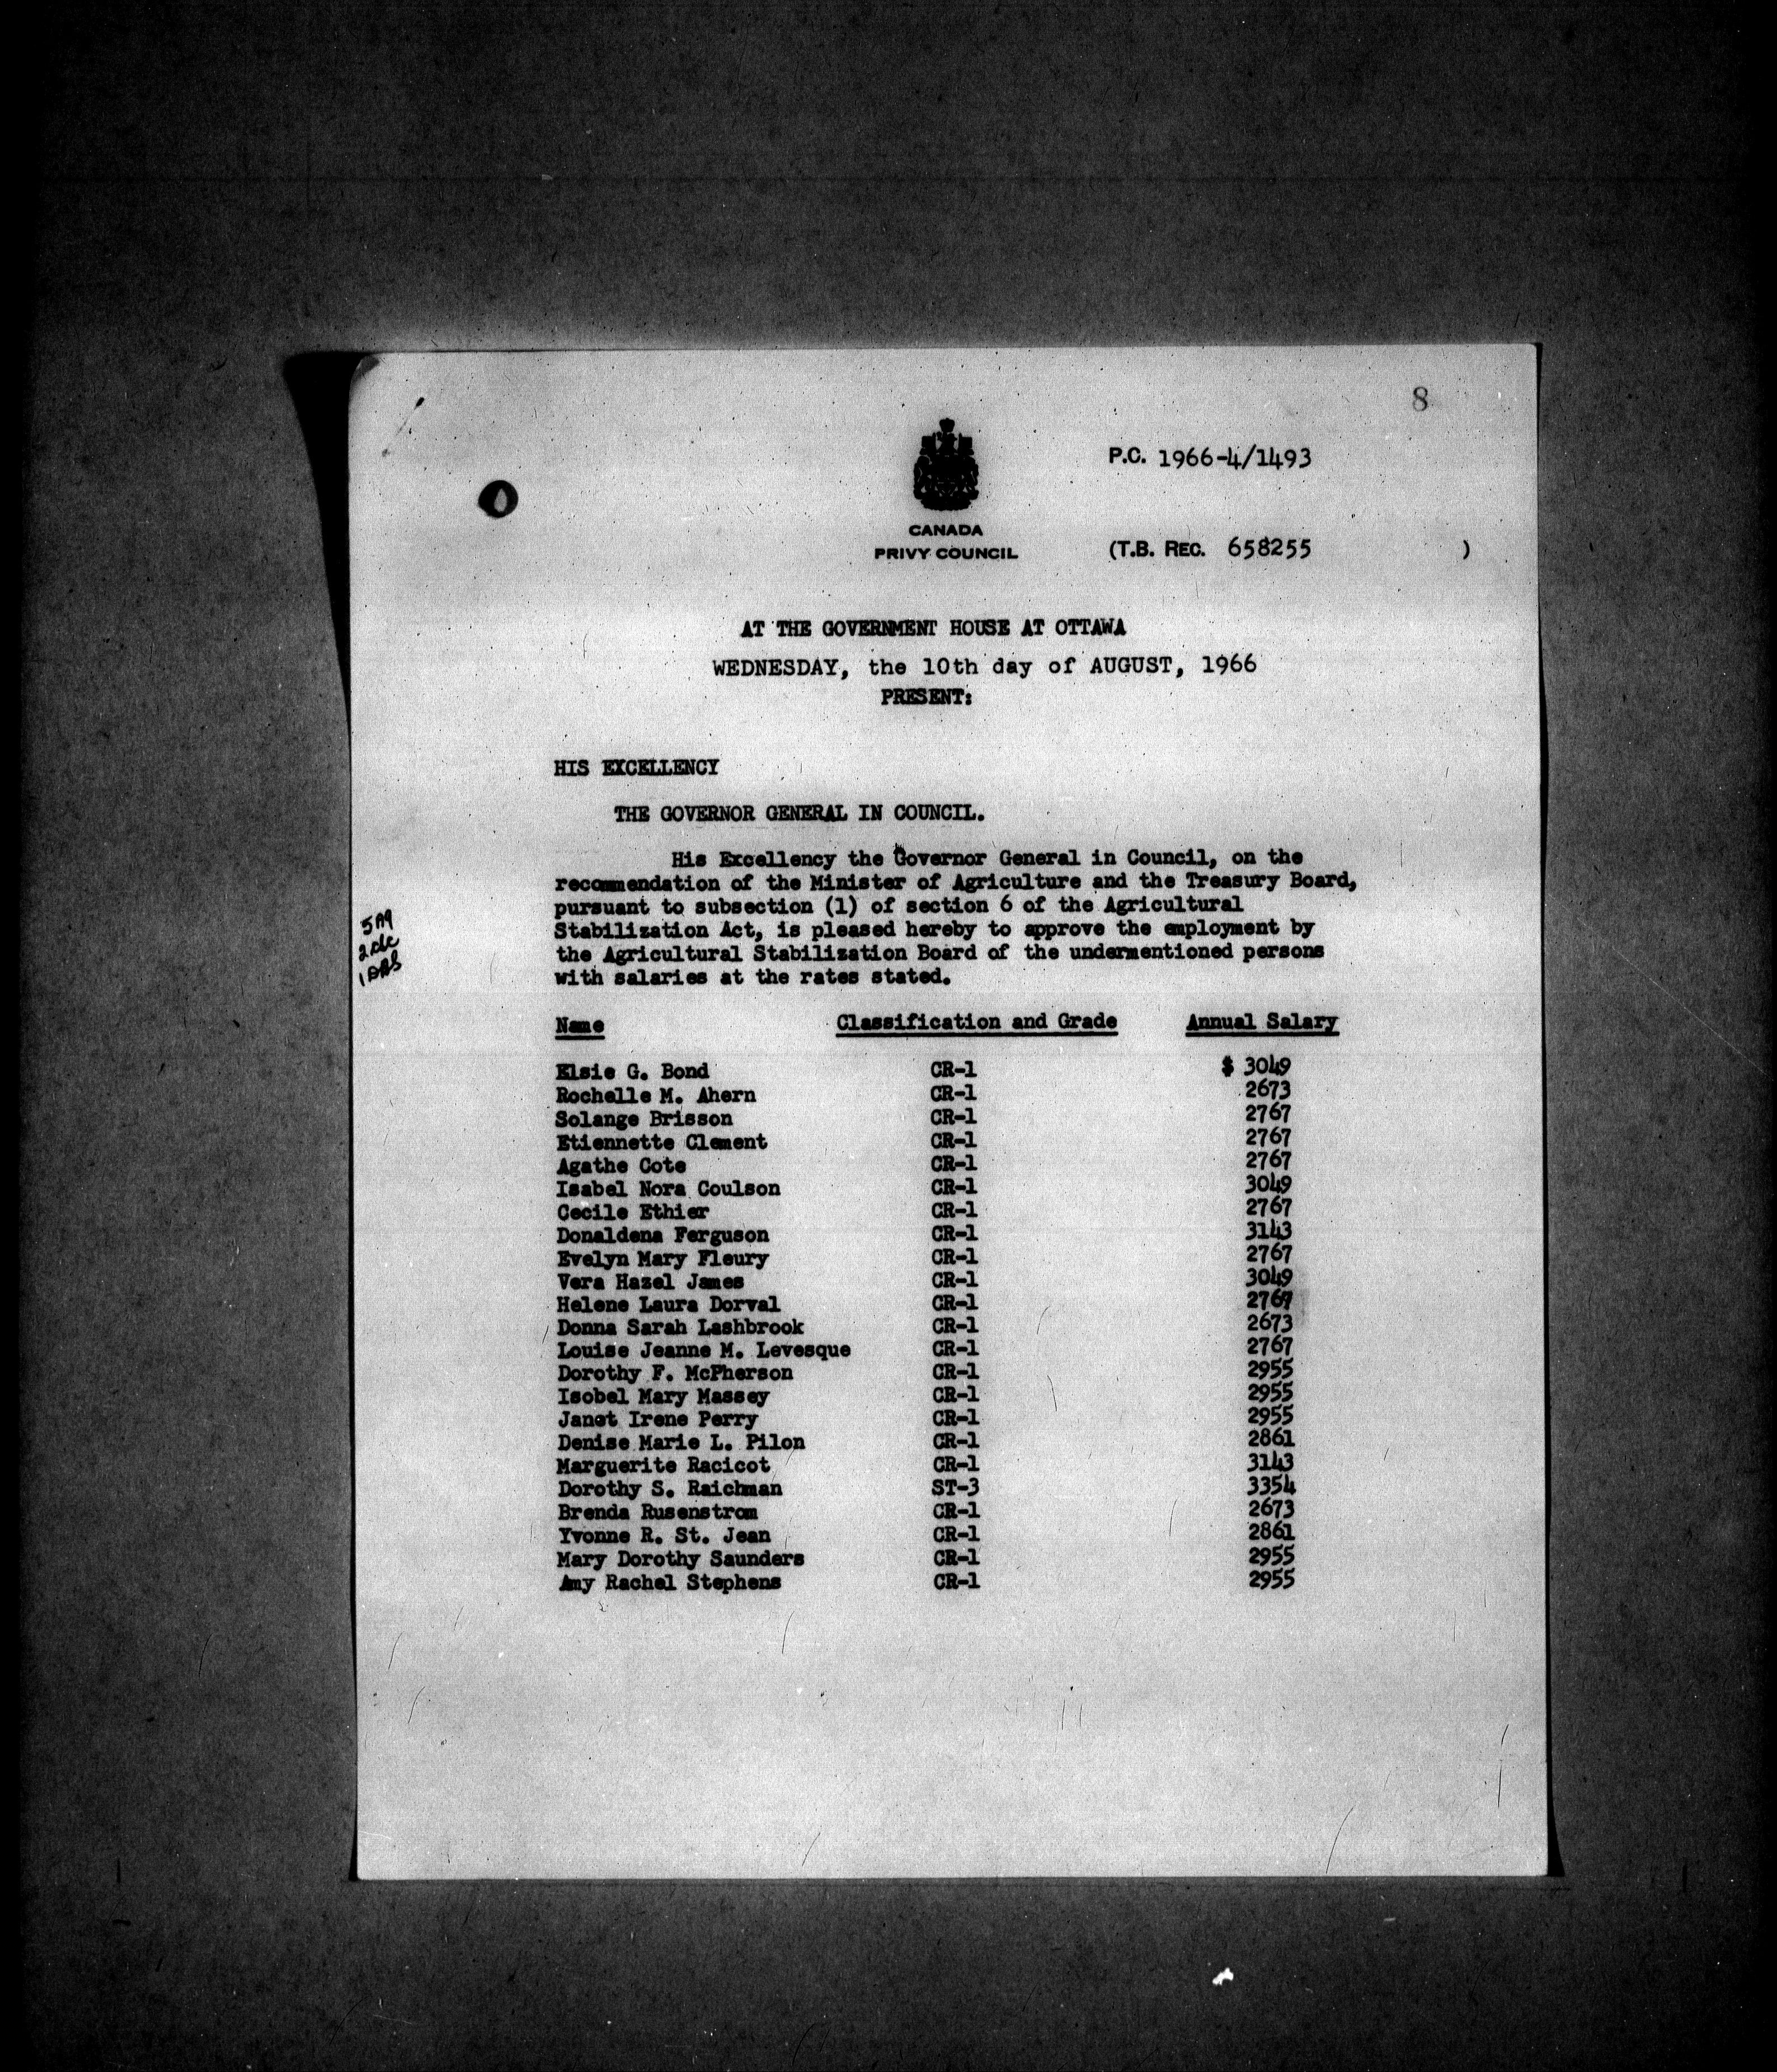 8
P.C. 1966-4/1493
CANADA
PRIVY COUNCIL
(T.B. REC. 658255 )
AT THE GOVERNMENT HOUSE AT OTTAWA
WEDNESDAY, the 10th day of AUGUST, 1966
PRESENT:
HIS EXCELLENCY
THE GOVERNOR GENERAL IN COUNCIL.
His Excellency the Governor General in Council, on the
recommendation of the Minister of Agriculture and the Treasury Board,
pursuant to subsection (1) of section 6 of the Agricultural
Stabilization Act, is pleased hereby to approve the employment by
the Agricultural Stabilization Board of the undermentioned persons
with salaries at the rates stated.
Name Classification and Grade Annual Salary
Elsie G. Bond CR-1 $ 3049
Rochelle M. Ahern CR-1 2673
Solange Brisson CR-1 2767
Etiennette Clement CR-1 2767
Agathe Cote CR-1 2767
Isabel Nora Coulson CR-1 3049
Cecile Ethier CR-1 2767
Donaldena Ferguson CR-1 3143
Evelyn Mary Fleury CR-1 2767
Vera Hazel James CR-1 3049
Helene Laura Dorval CR-1 2767
Donna Sarah Lashbrook CR-1 2673
Louise Jeanne M. Levesque CR-1 2767
Dorothy F. McPherson CR-1 2955
Isobel Mary Massey CR-1 2955
Janet Irene Perry CR-1 2955
Denise Marie L. Pilon CR-1 2861
Marguerite Racicot CR-1 3143
Dorothy S. Raichman ST-3 3354
Brenda Rusenstrom CR-1 2673
Yvonne R. St. Jean CR-1 2861
Mary Dorothy Saunders CR-1 2955
Amy Rachel Stephens CR-1 2955